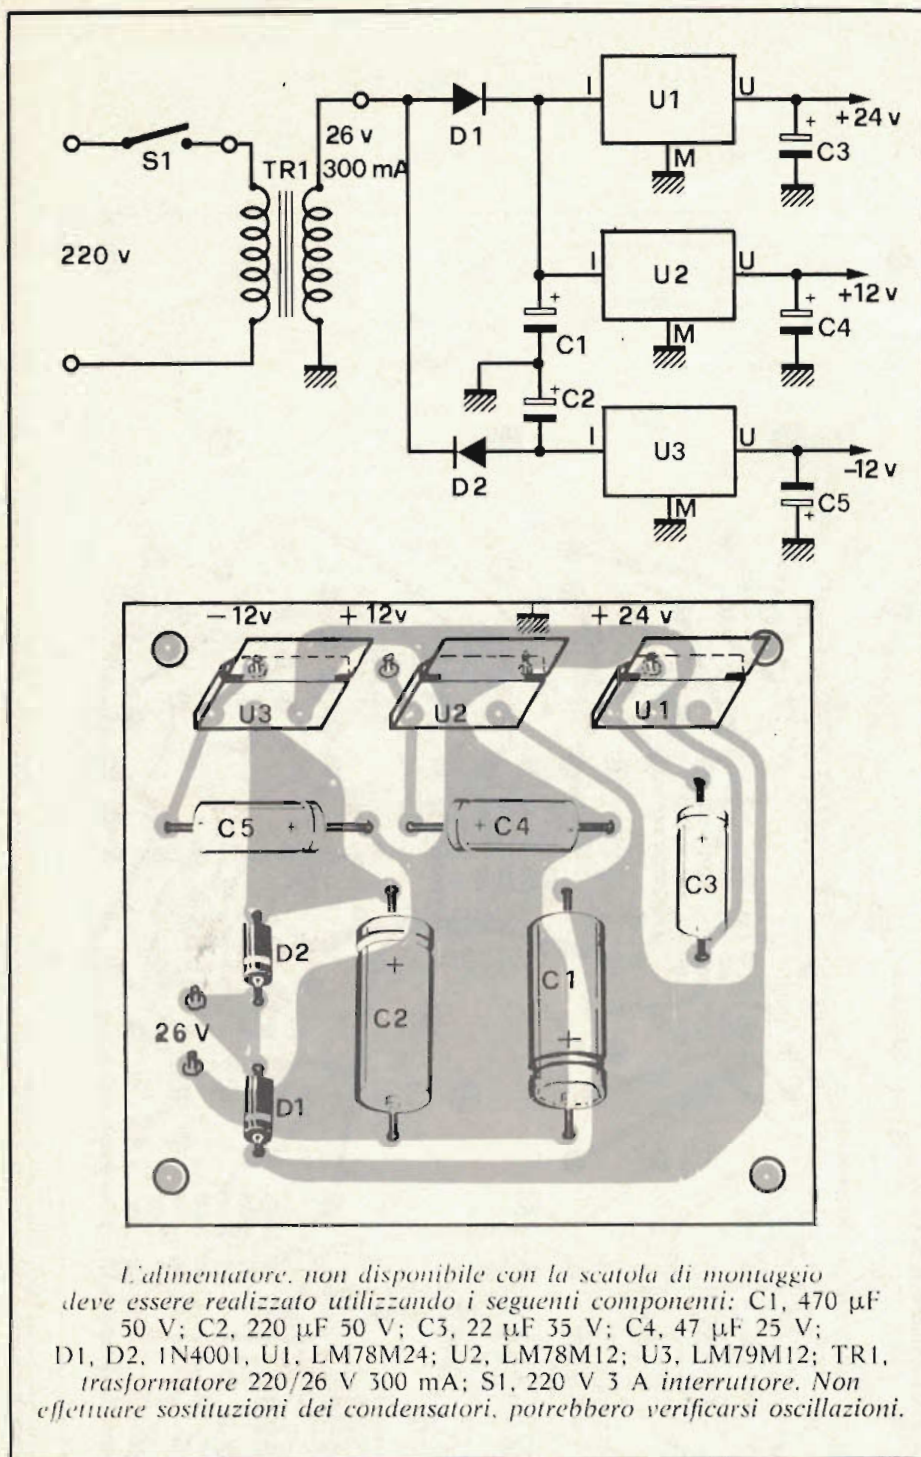 S1
220 v
TR1
26 v
300 mA
D1
I
U1
U
M
+
+24 v
C3
I
U2
U
M
+
+12 v
C4
+
C1
+
C2
D2
I
U3
U
M
-12 v
C5
+
-12v
+12v
+24 v
U3
U2
U1
C5 +
+ C4
+
C3
D2
+
C2
C1
+
26 V
D1
L'alimentatore, non disponibile con la scatola di montaggio
deve essere realizzato utilizzando i seguenti componenti: C1, 470 µF
50 V; C2, 220 µF 50 V; C3, 22 µF 35 V; C4, 47 µF 25 V;
D1, D2, 1N4001, U1, LM78M24; U2, LM78M12; U3, LM79M12; TR1,
trasformatore 220/26 V 300 mA; S1, 220 V 3 A interruttore. Non
effettuare sostituzioni dei condensatori, potrebbero verificarsi oscillazioni.